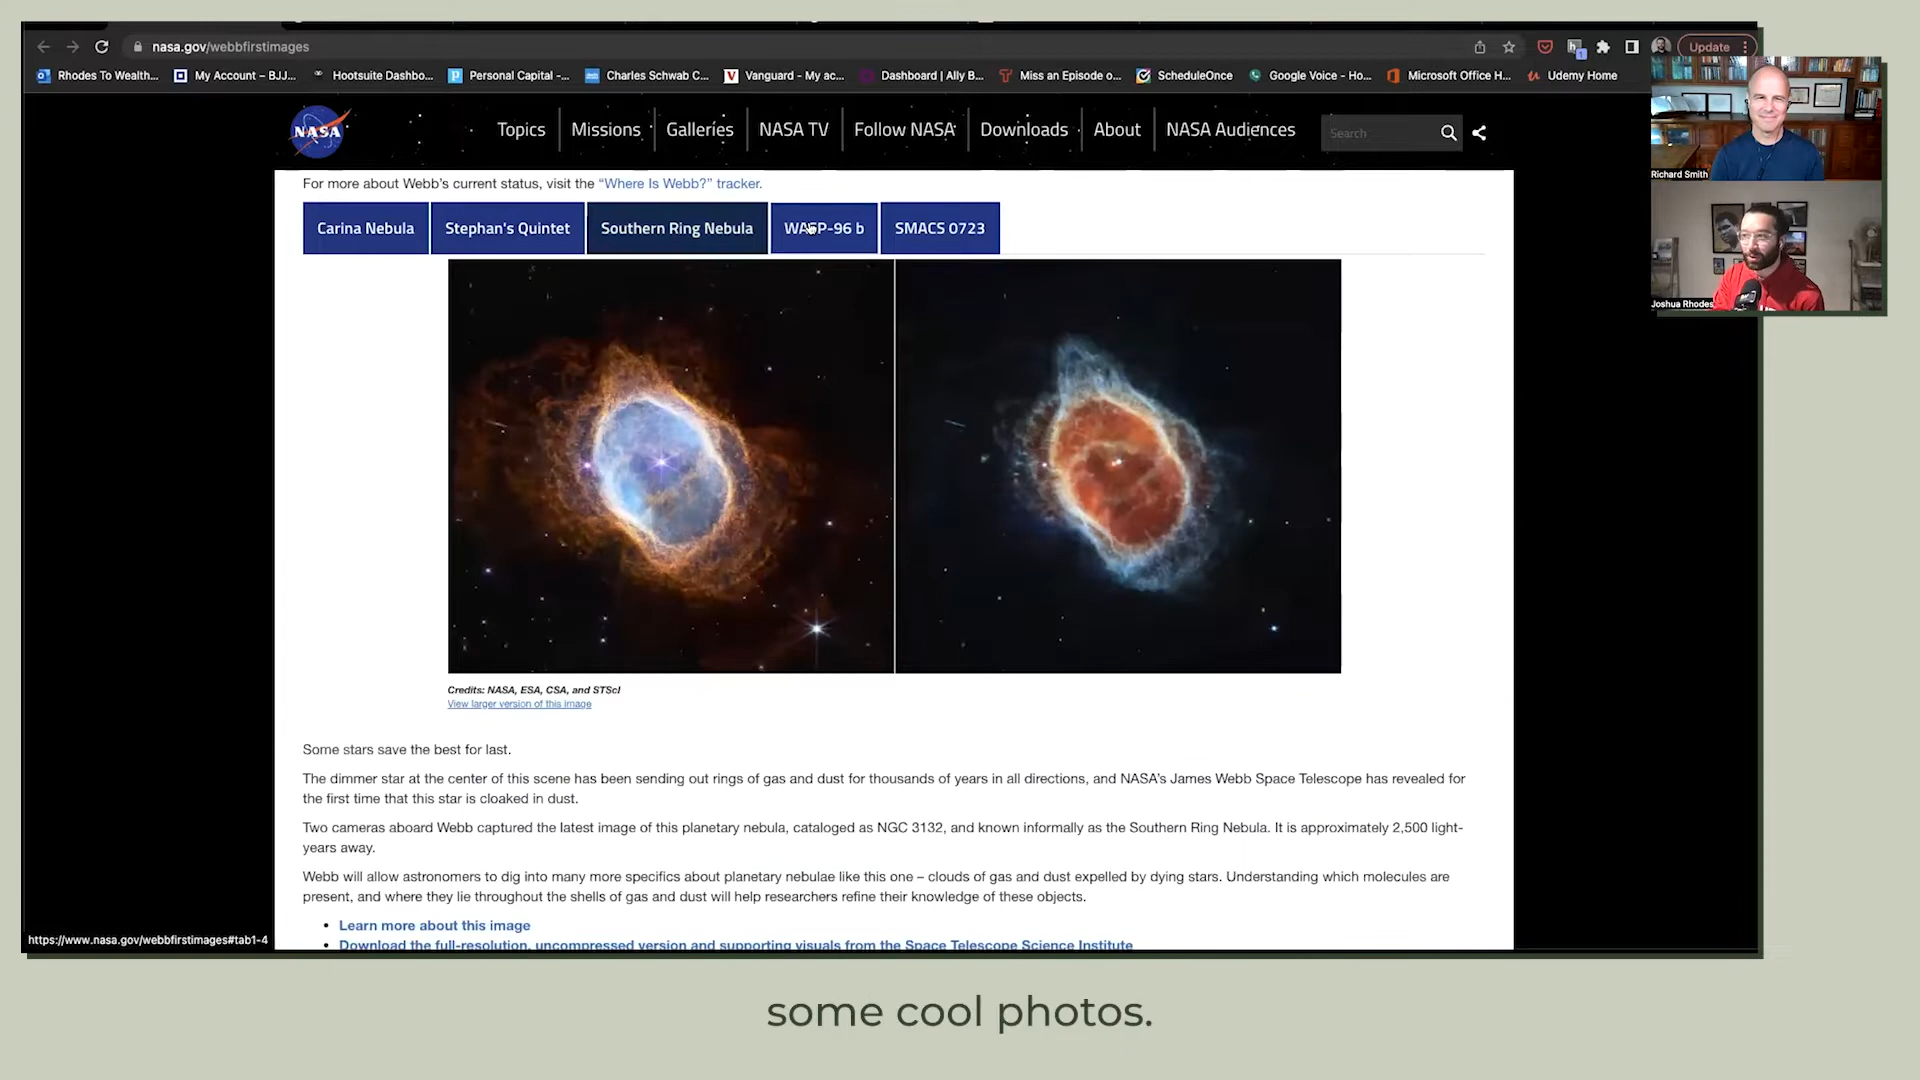 nasa.gov/webbfirstimages
Update
Rhodes To Wealth...
My Account – BJJ...
Hootsuite Dashbo...
Personal Capital -...
Charles Schwab C...
Vanguard - My ac...
Dashboard | Ally B...
Miss an Episode o...
ScheduleOnce
Google Voice - Ho...
Microsoft Office H...
Udemy Home
NASA
Topics
Missions
Galleries
NASA TV
Follow NASA
Downloads
About
NASA Audiences
Search
Richard Smith
Joshua Rhodes
For more about Webb's current status, visit the "Where Is Webb?" tracker.
Carina Nebula
Stephan's Quintet
Southern Ring Nebula
WASP-96 b
SMACS 0723
Credits: NASA, ESA, CSA, and STScI
View larger version of this image
Some stars save the best for last.
The dimmer star at the center of this scene has been sending out rings of gas and dust for thousands of years in all directions, and NASA's James Webb Space Telescope has revealed for
the first time that this star is cloaked in dust.
Two cameras aboard Webb captured the latest image of this planetary nebula, cataloged as NGC 3132, and known informally as the Southern Ring Nebula. It is approximately 2,500 light-
years away.
Webb will allow astronomers to dig into many more specifics about planetary nebulae like this one – clouds of gas and dust expelled by dying stars. Understanding which molecules are
present, and where they lie throughout the shells of gas and dust will help researchers refine their knowledge of these objects.
• Learn more about this image
• Download the full-resolution, uncompressed version and supporting visuals from the Space Telescope Science Institute
https://www.nasa.gov/webbfirstimages#tab1-4
some cool photos.